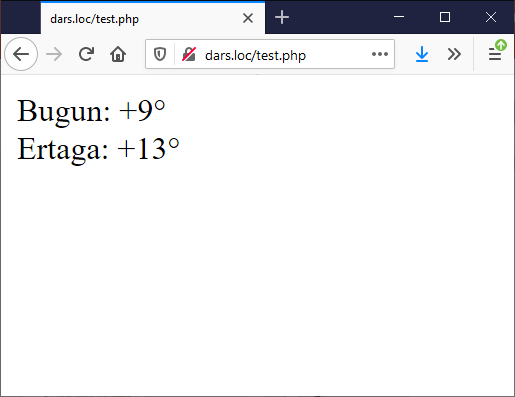 dars.loc/test.php
dars.loc/test.php
Bugun: +9°
Ertaga: +13°